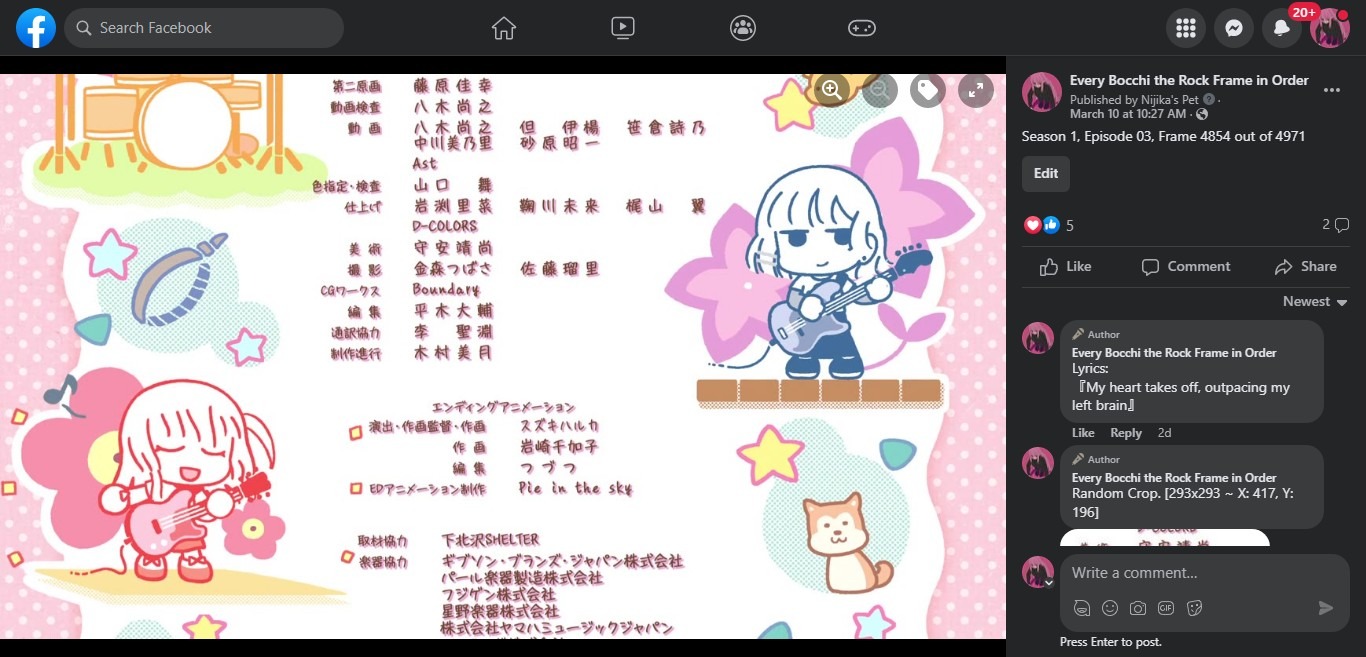 Search Facebook
20+
第二原画 藤原佳幸
動画検査 八木尚之
動画 八木尚之 但 伊楊 笹倉詩乃
中川美乃里 砂原昭一
Ast
色指定・検査 山口 舞
仕上げ 岩渕里菜 鞠川未来 梶山 翼
D-COLORS
美術 守安靖尚
撮影 金森つばさ 佐藤瑠里
CGワークス Boundary
編集 平木大輔
通訳協力 李 聖淵
制作進行 木村美月
エンディングアニメーション
演出・作画監督・作画 スズキハルカ
作画 岩崎千加子
編集 つづつ
EDアニメーション制作 Pie in the sky
取材協力 下北沢SHELTER
楽器協力 ギブソン・ブランズ・ジャパン株式会社
パール楽器製造株式会社
フジゲン株式会社
星野楽器株式会社
株式会社ヤマハミュージックジャパン
Every Bocchi the Rock Frame in Order
Published by Nijika's Pet
March 10 at 10:27 AM
Season 1, Episode 03, Frame 4854 out of 4971
Edit
5
2
Like Comment Share
Newest
Author
Every Bocchi the Rock Frame in Order
Lyrics:
『My heart takes off, outpacing my
left brain』
Like Reply 2d
Author
Every Bocchi the Rock Frame in Order
Random Crop. [293x293 ~ X: 417, Y:
196]
守安靖尚
Write a comment...
GIF
Press Enter to post.